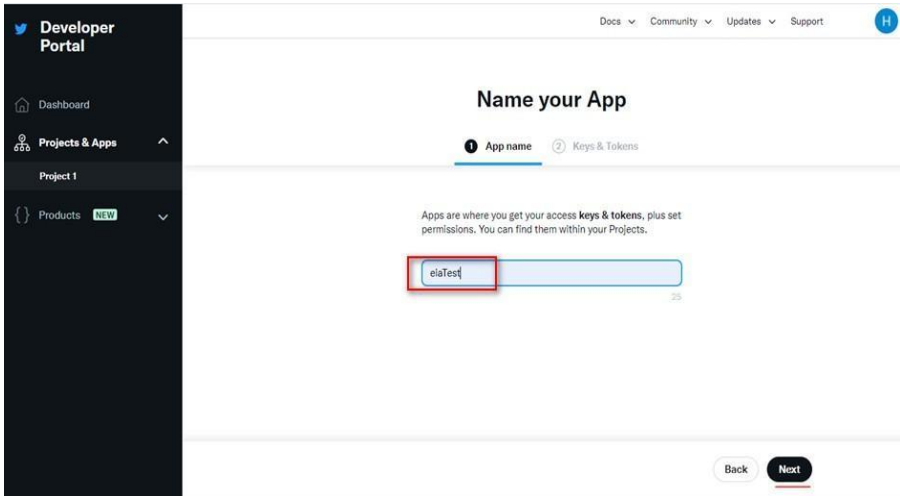 Developer
Portal
Docs Community Updates Support
H
Dashboard
Projects & Apps
Project 1
Products NEW
Name your App
1 App name 2 Keys & Tokens
Apps are where you get your access keys & tokens, plus set
permissions. You can find them within your Projects.
elaTest
25
Back Next